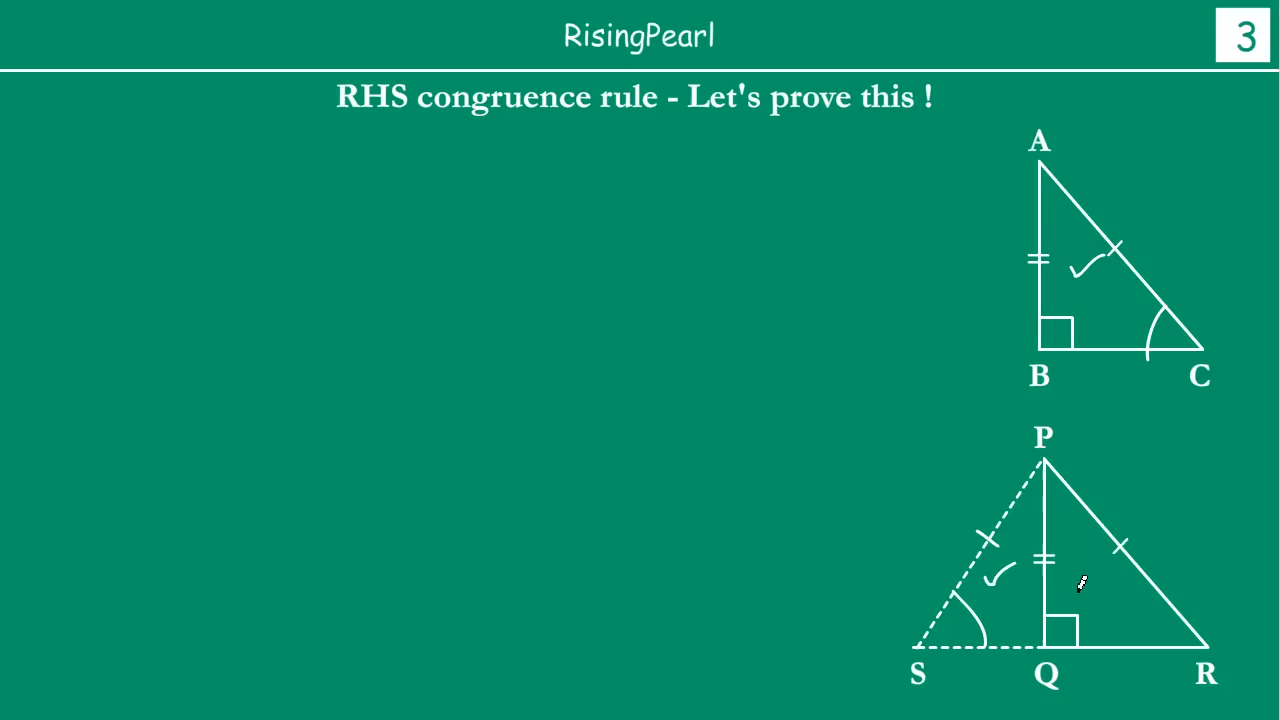 RisingPearl
3
RHS congruence rule - Let's prove this !
A
B C
P
S Q R